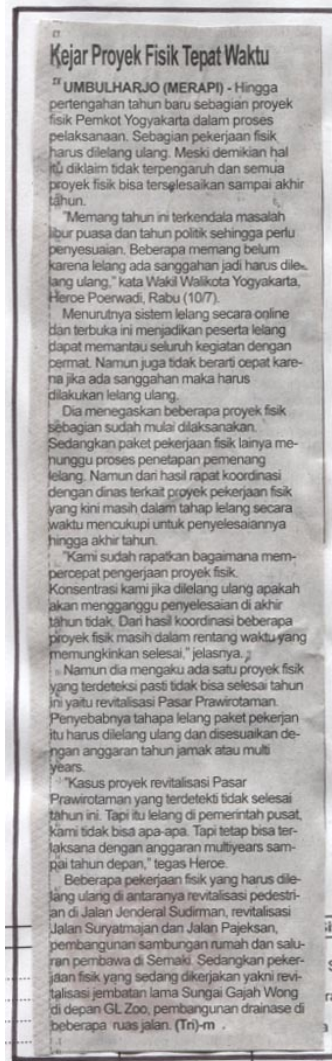 Kejar Proyek Fisik Tepat Waktu
UMBULHARJO (MERAPI) - Hingga
pertengahan tahun baru sebagian proyek
fisik Pemkot Yogyakarta dalam proses
pelaksanaan. Sebagian pekerjaan fisik
harus dilelang ulang. Meski demikian hal
itu diklaim tidak terpengaruh dan semua
proyek fisik bisa terselesaikan sampai akhir
tahun.
"Memang tahun ini terkendala masalah
libur puasa dan tahun politik sehingga perlu
penyesuaian. Beberapa memang belum
karena lelang ada sanggahan jadi harus dile-
lang ulang," kata Wakil Walikota Yogyakarta,
Heroe Poerwadi, Rabu (10/7).
Menurutnya sistem lelang secara online
dan terbuka ini menjadikan peserta lelang
dapat memantau seluruh kegiatan dengan
cermat. Namun juga tidak berarti cepat kare-
na jika ada sanggahan maka harus
dilakukan lelang ulang.
Dia menegaskan beberapa proyek fisik
sebagian sudah mulai dilaksanakan.
Sedangkan paket pekerjaan fisik lainya me-
nunggu proses penetapan pemenang
lelang. Namun dari hasil rapat koordinasi
dengan dinas terkait proyek pekerjaan fisik
yang kini masih dalam tahap lelang secara
waktu mencukupi untuk penyelesaiannya
hingga akhir tahun.
"Kami sudah rapatkan bagaimana mem-
percepat pengerjaan proyek fisik.
Konsentrasi kami jika dilelang ulang apakah
akan mengganggu penyelesaian di akhir
tahun tidak. Dari hasil koordinasi beberapa
proyek fisik masih dalam rentang waktu yang
memungkinkan selesai," jelasnya.
Namun dia mengaku ada satu proyek fisik
yang terdeteksi pasti tidak bisa selesai tahun
ini yaitu revitalisasi Pasar Prawirotaman.
Penyebabnya tahapa lelang paket pekerjan
itu harus dilelang ulang dan disesuaikan de-
ngan anggaran tahun jamak atau multi
years.
"Kasus proyek revitalisasi Pasar
Prawirotaman yang terdetekti tidak selesai
tahun ini. Tapi itu lelang di pemerintah pusat,
kami tidak bisa apa-apa. Tapi tetap bisa ter-
laksana dengan anggaran multiyears sam-
pai tahun depan," tegas Heroe.
Beberapa pekerjaan fisik yang harus dile-
lang ulang di antaranya revitalisasi pedestri-
an di Jalan Jenderal Sudirman, revitalisasi
Jalan Suryatmajan dan Jalan Pajeksan,
pembangunan sambungan rumah dan salu-
ran pembawa di Semaki. Sedangkan peker-
jaan fisik yang sedang dikerjakan yakni revi-
talisasi jembatan lama Sungai Gajah Wong
di depan GL Zoo, pembangunan drainase di
beberapa ruas jalan. (Tri)-m